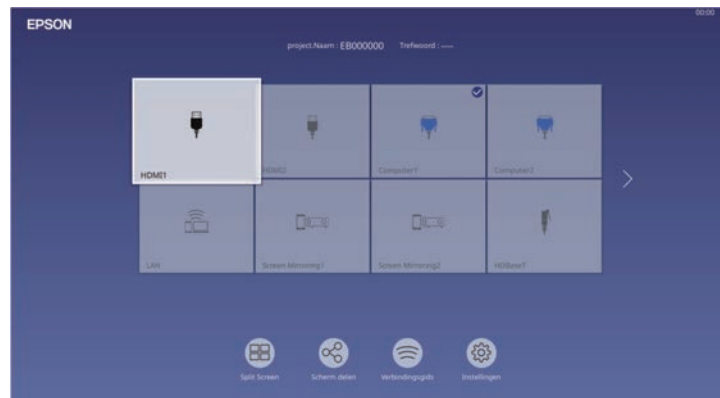 EPSON
00:00
project.Naam : EB000000 Trefwoord : ----
HDMI1
HDMI2
Computer1
Computer2
LAN
Screen Mirroring1
Screen Mirroring2
HDBaseT
Split Screen
Scherm delen
Verbindingsgids
Instellingen